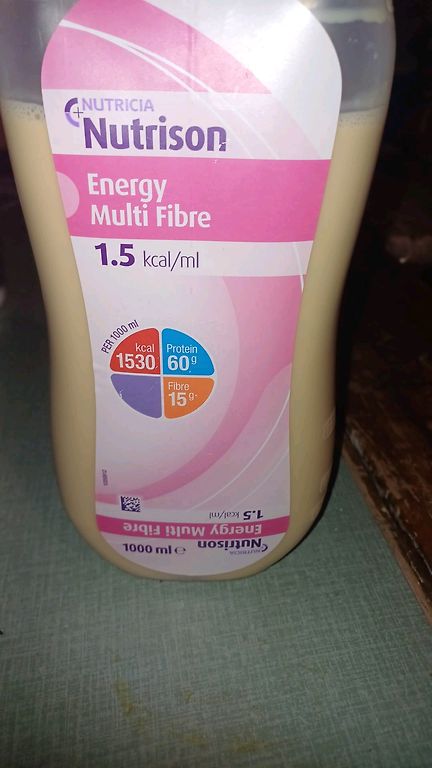 NUTRICIA
Nutrison
Energy
Multi Fibre
1.5 kcal/ml
PER 1000 ml
kcal
1530
Protein
60g
Fibre
15g
1.5 kcal/ml
Energy Multi Fibre
NUTRICIA
Nutrison
1000 ml ℮